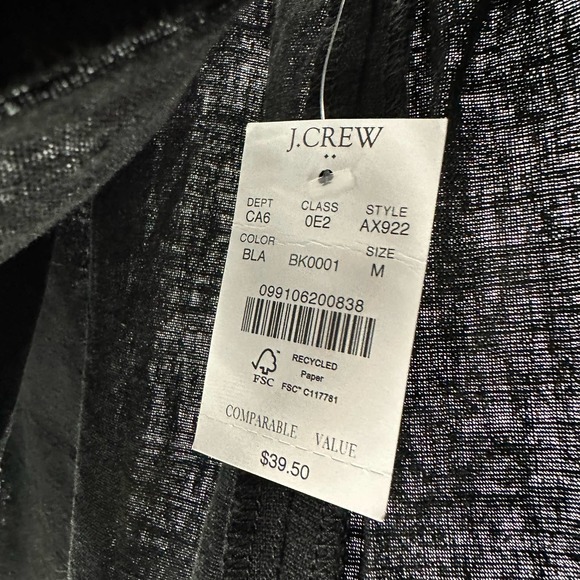 J.CREW
DEPT CLASS STYLE
CA6 0E2 AX922
COLOR SIZE
BLA BK0001 M
099106200838
FSC
RECYCLED
Paper
FSC™ C117781
COMPARABLE VALUE
$39.50